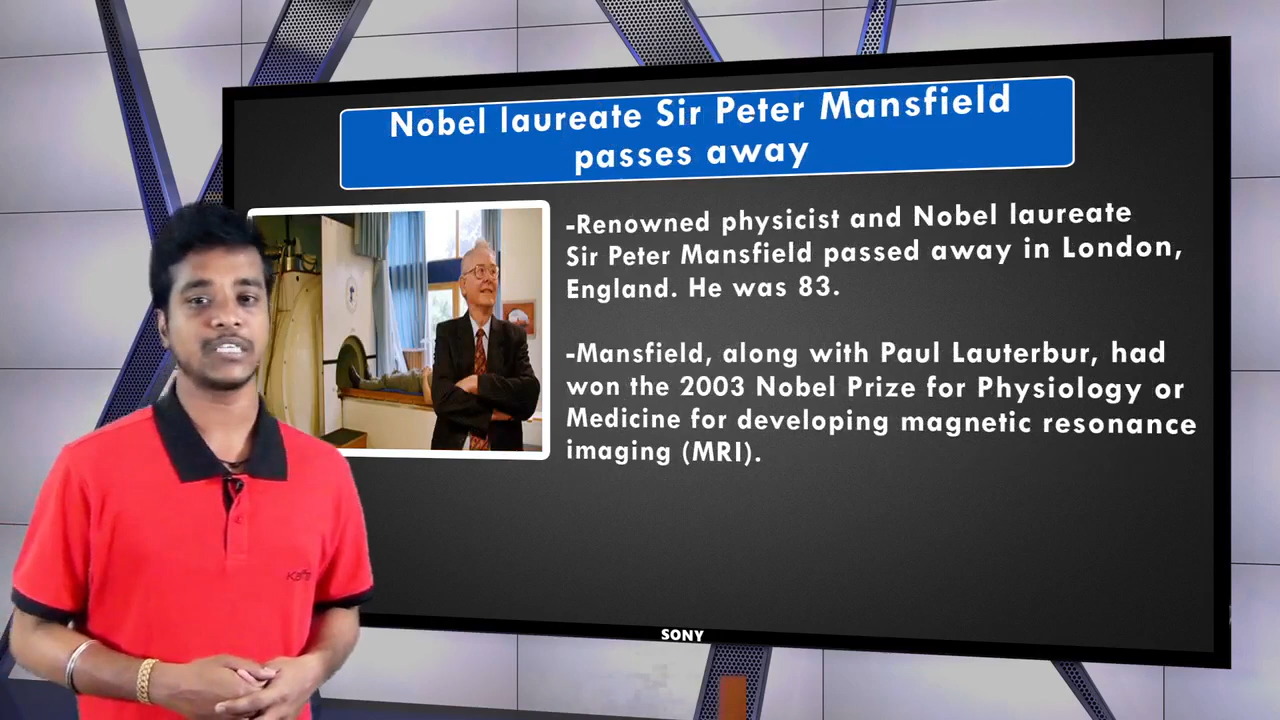 Nobel laureate Sir Peter Mansfield
passes away
-Renowned physicist and Nobel laureate
Sir Peter Mansfield passed away in London,
England. He was 83.
-Mansfield, along with Paul Lauterbur, had
won the 2003 Nobel Prize for Physiology or
Medicine for developing magnetic resonance
imaging (MRI).
SONY